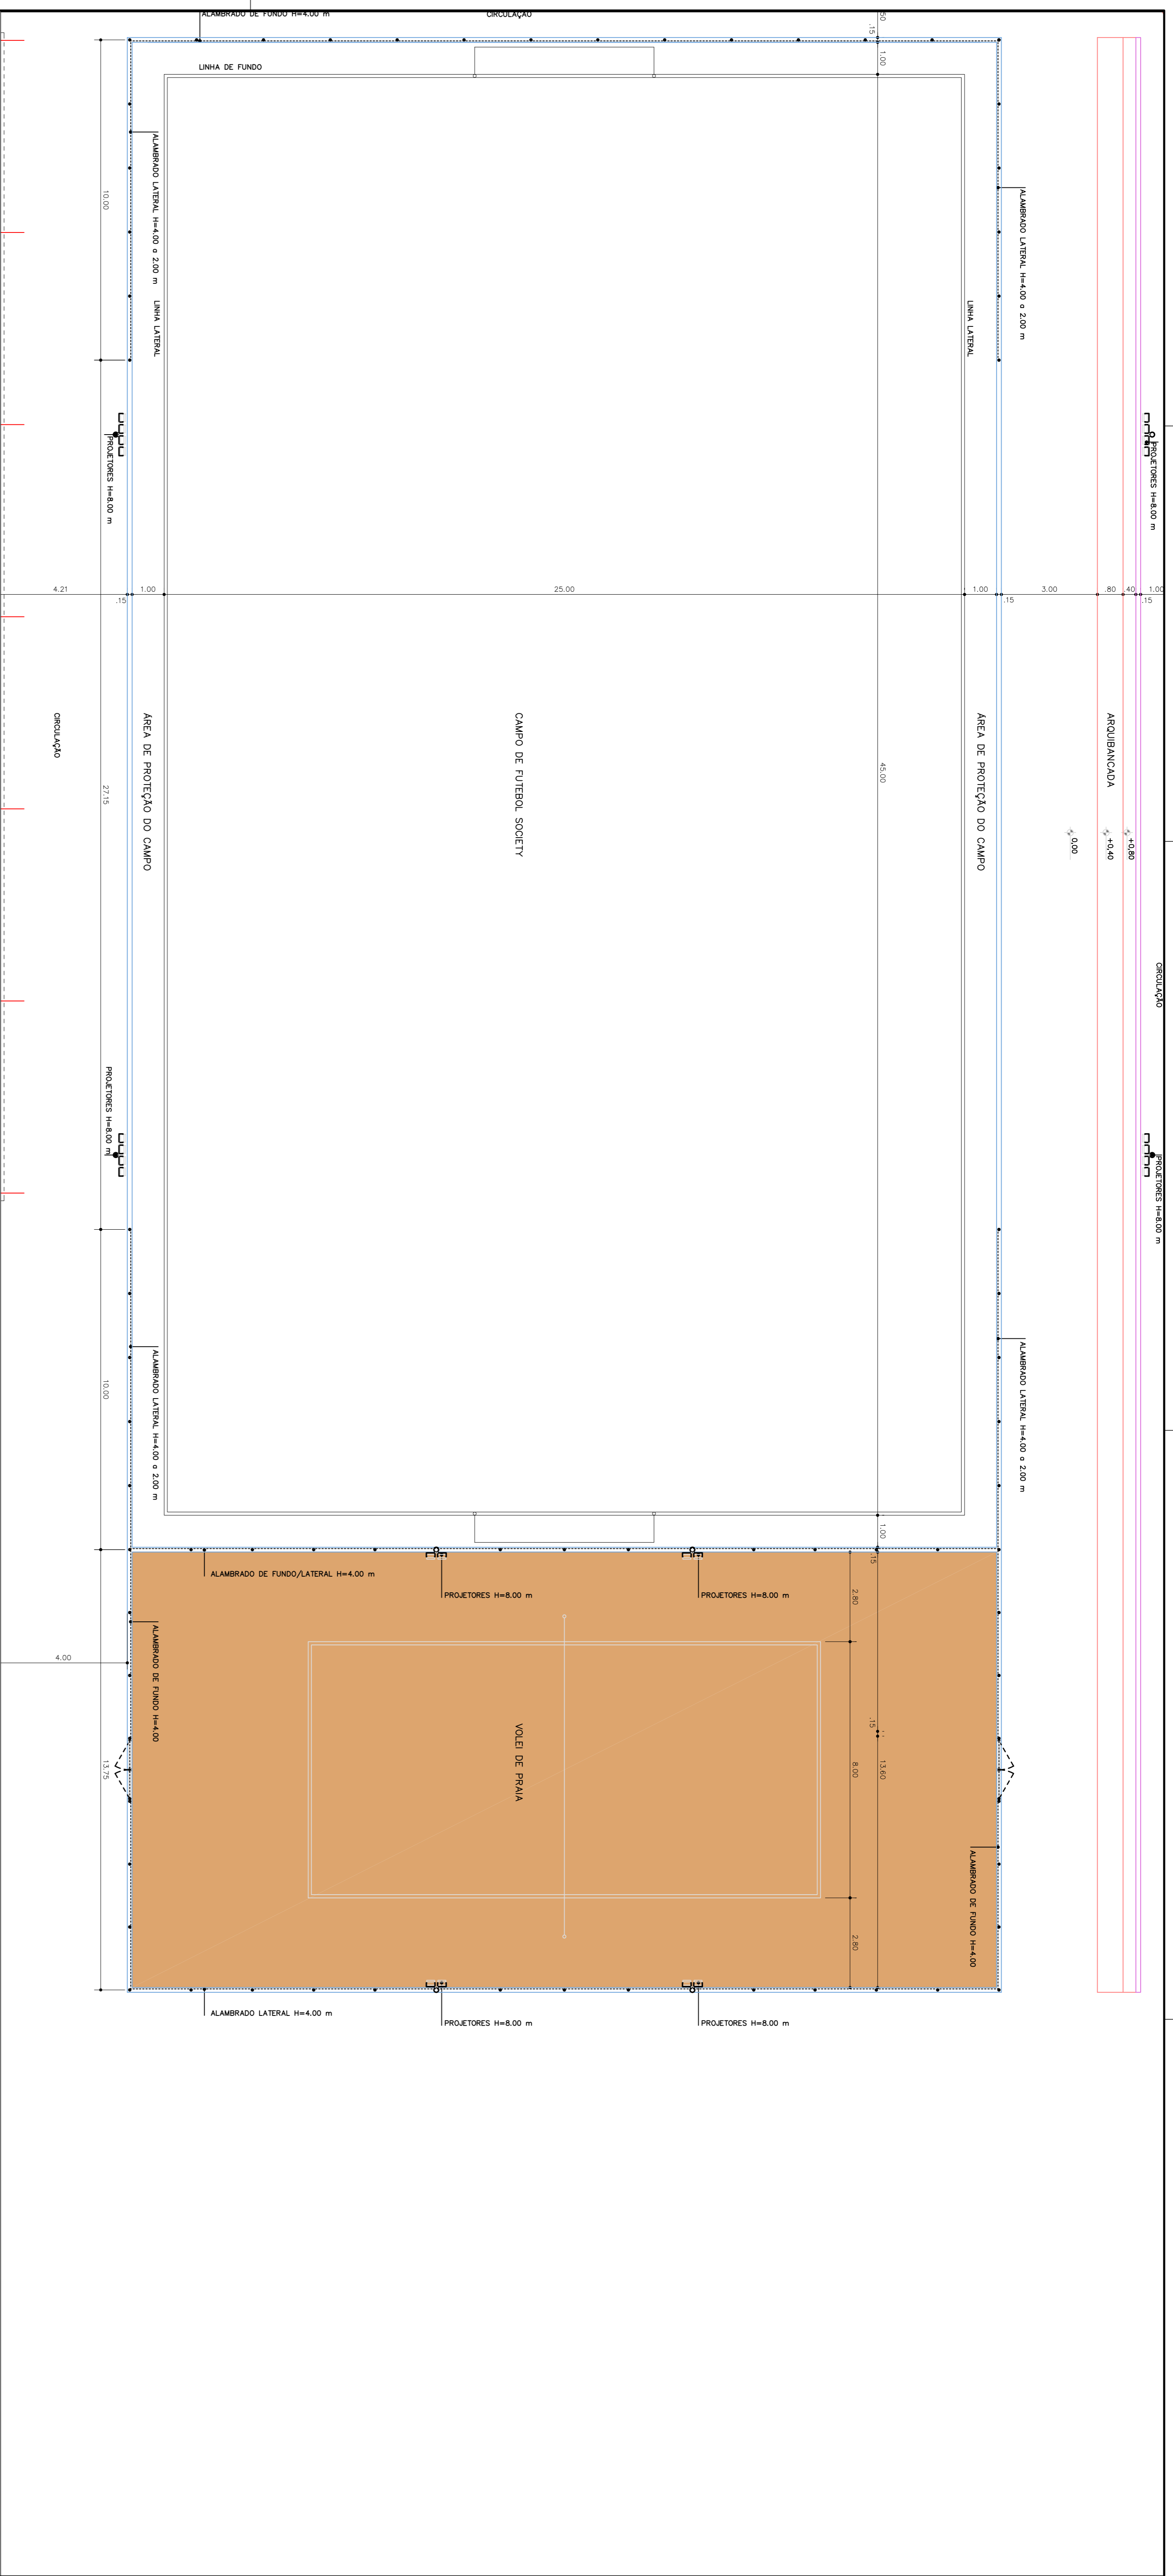 ALAMBRADO DE FUNDO H=4.00 m
CIRCULAÇÃO
.15
1.00
LINHA DE FUNDO
ALAMBRADO LATERAL H=4.00 a 2.00 m
10.00
LINHA LATERAL
LINHA LATERAL
ALAMBRADO LATERAL H=4.00 a 2.00 m
PROJETORES H=8.00 m
PROJETORES H=8.00 m
4.21
.15
1.00
25.00
1.00
.15
3.00
.80
.40
.15
1.00
CIRCULAÇÃO
27.15
ÁREA DE PROTEÇÃO DO CAMPO
CAMPO DE FUTEBOL SOCIETY
45.00
ÁREA DE PROTEÇÃO DO CAMPO
ARQUIBANCADA
0,00
+0,40
+0,80
CIRCULAÇÃO
PROJETORES H=8.00 m
PROJETORES H=8.00 m
10.00
ALAMBRADO LATERAL H=4.00 a 2.00 m
ALAMBRADO LATERAL H=4.00 a 2.00 m
1.00
.15
ALAMBRADO DE FUNDO/LATERAL H=4.00 m
PROJETORES H=8.00 m
PROJETORES H=8.00 m
2.80
4.00
ALAMBRADO DE FUNDO H=4.00
13.75
VOLEI DE PRAIA
.15
8.00
13.60
ALAMBRADO DE FUNDO H=4.00
2.80
ALAMBRADO LATERAL H=4.00 m
PROJETORES H=8.00 m
PROJETORES H=8.00 m